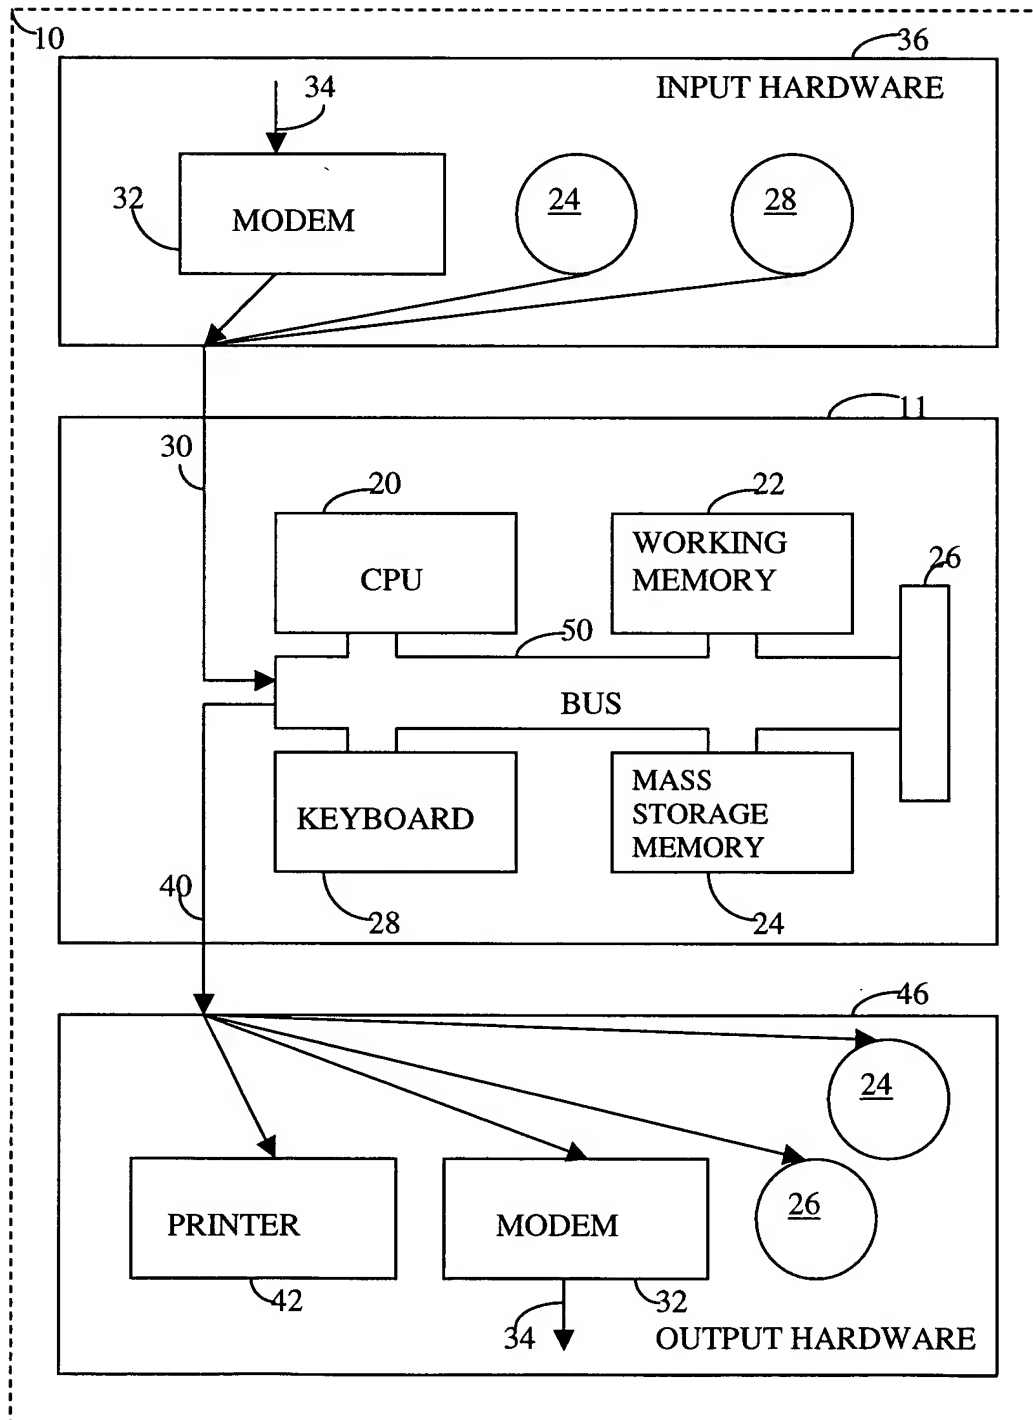 10
36
INPUT HARDWARE
34
32
MODEM
24
28
11
30
20
22
CPU
WORKING
MEMORY
26
50
BUS
KEYBOARD
MASS
STORAGE
MEMORY
40
28
24
46
24
26
PRINTER
MODEM
42
32
34
OUTPUT HARDWARE